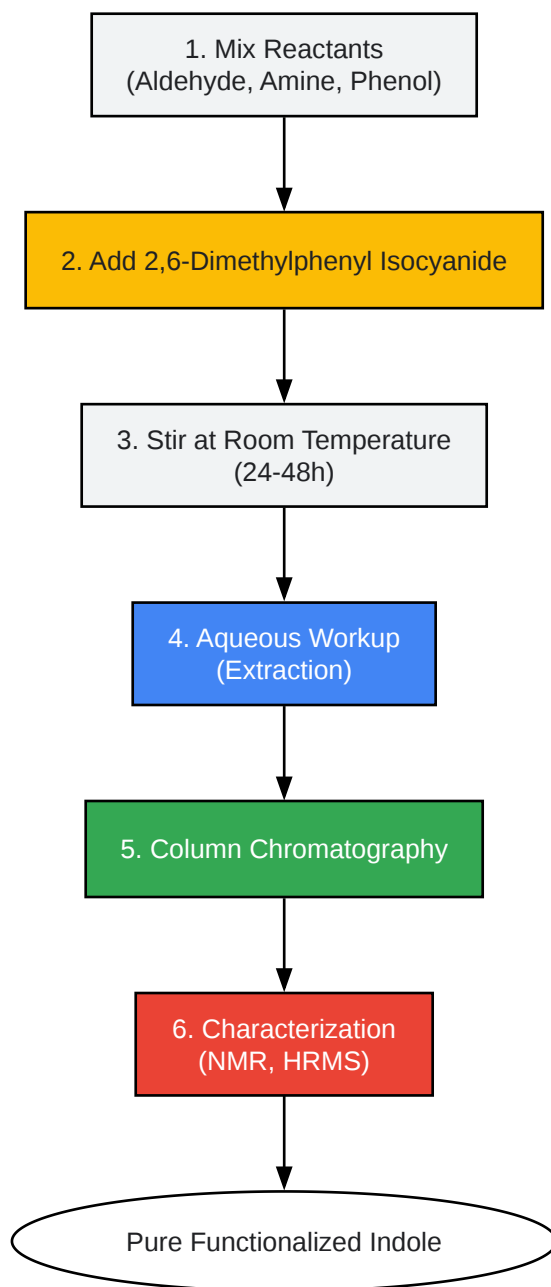 1. Mix Reactants
(Aldehyde, Amine, Phenol)
2. Add 2,6-Dimethylphenyl Isocyanide
3. Stir at Room Temperature
(24-48h)
4. Aqueous Workup
(Extraction)
5. Column Chromatography
6. Characterization
(NMR, HRMS)
Pure Functionalized Indole